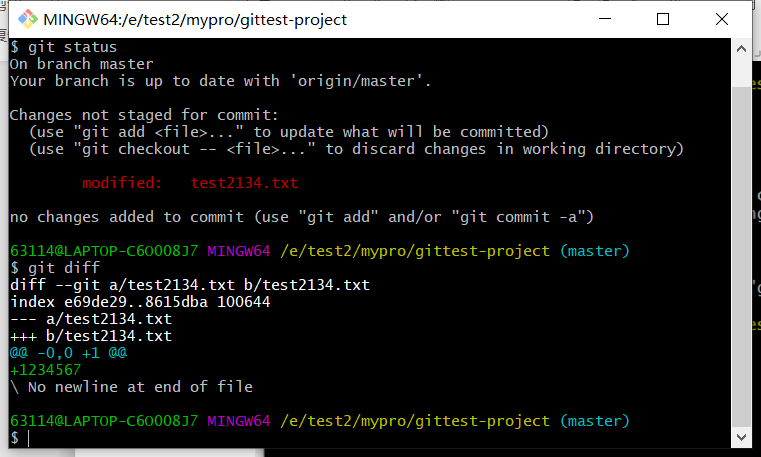 MINGW64:/e/test2/mypro/gittest-project
$ git status
On branch master
Your branch is up to date with 'origin/master'.
Changes not staged for commit:
(use "git add <file>..." to update what will be committed)
(use "git checkout -- <file>..." to discard changes in working directory)
modified:   test2134.txt
no changes added to commit (use "git add" and/or "git commit -a")
63114@LAPTOP-C6OOO8J7 MINGW64 /e/test2/mypro/gittest-project (master)
$ git diff
diff --git a/test2134.txt b/test2134.txt
index e69de29..8615dba 100644
--- a/test2134.txt
+++ b/test2134.txt
@@ -0,0 +1 @@
+1234567
\ No newline at end of file
63114@LAPTOP-C6OOO8J7 MINGW64 /e/test2/mypro/gittest-project (master)
$